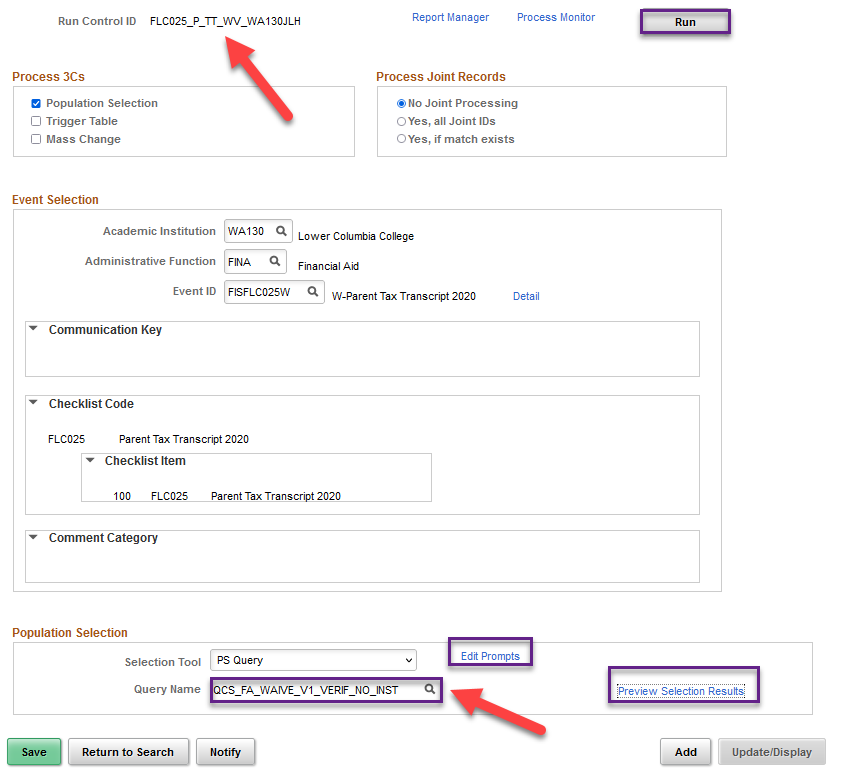 Run Control ID FLC025_P_TT_WV_WA130JLH Report Manager Process Monitor Run
Process 3Cs Process Joint Records
Population Selection No Joint Processing
Trigger Table Yes, all Joint IDs
Mass Change Yes, if match exists
Event Selection
Academic Institution WA130 Lower Columbia College
Administrative Function FINA Financial Aid
Event ID FISFLC025W W-Parent Tax Transcript 2020 Detail
Communication Key
Checklist Code
FLC025 Parent Tax Transcript 2020
Checklist Item
100 FLC025 Parent Tax Transcript 2020
Comment Category
Population Selection
Selection Tool PS Query Edit Prompts
Query Name QCS_FA_WAIVE_V1_VERIF_NO_INST Preview Selection Results
Save Return to Search Notify Add Update/Display